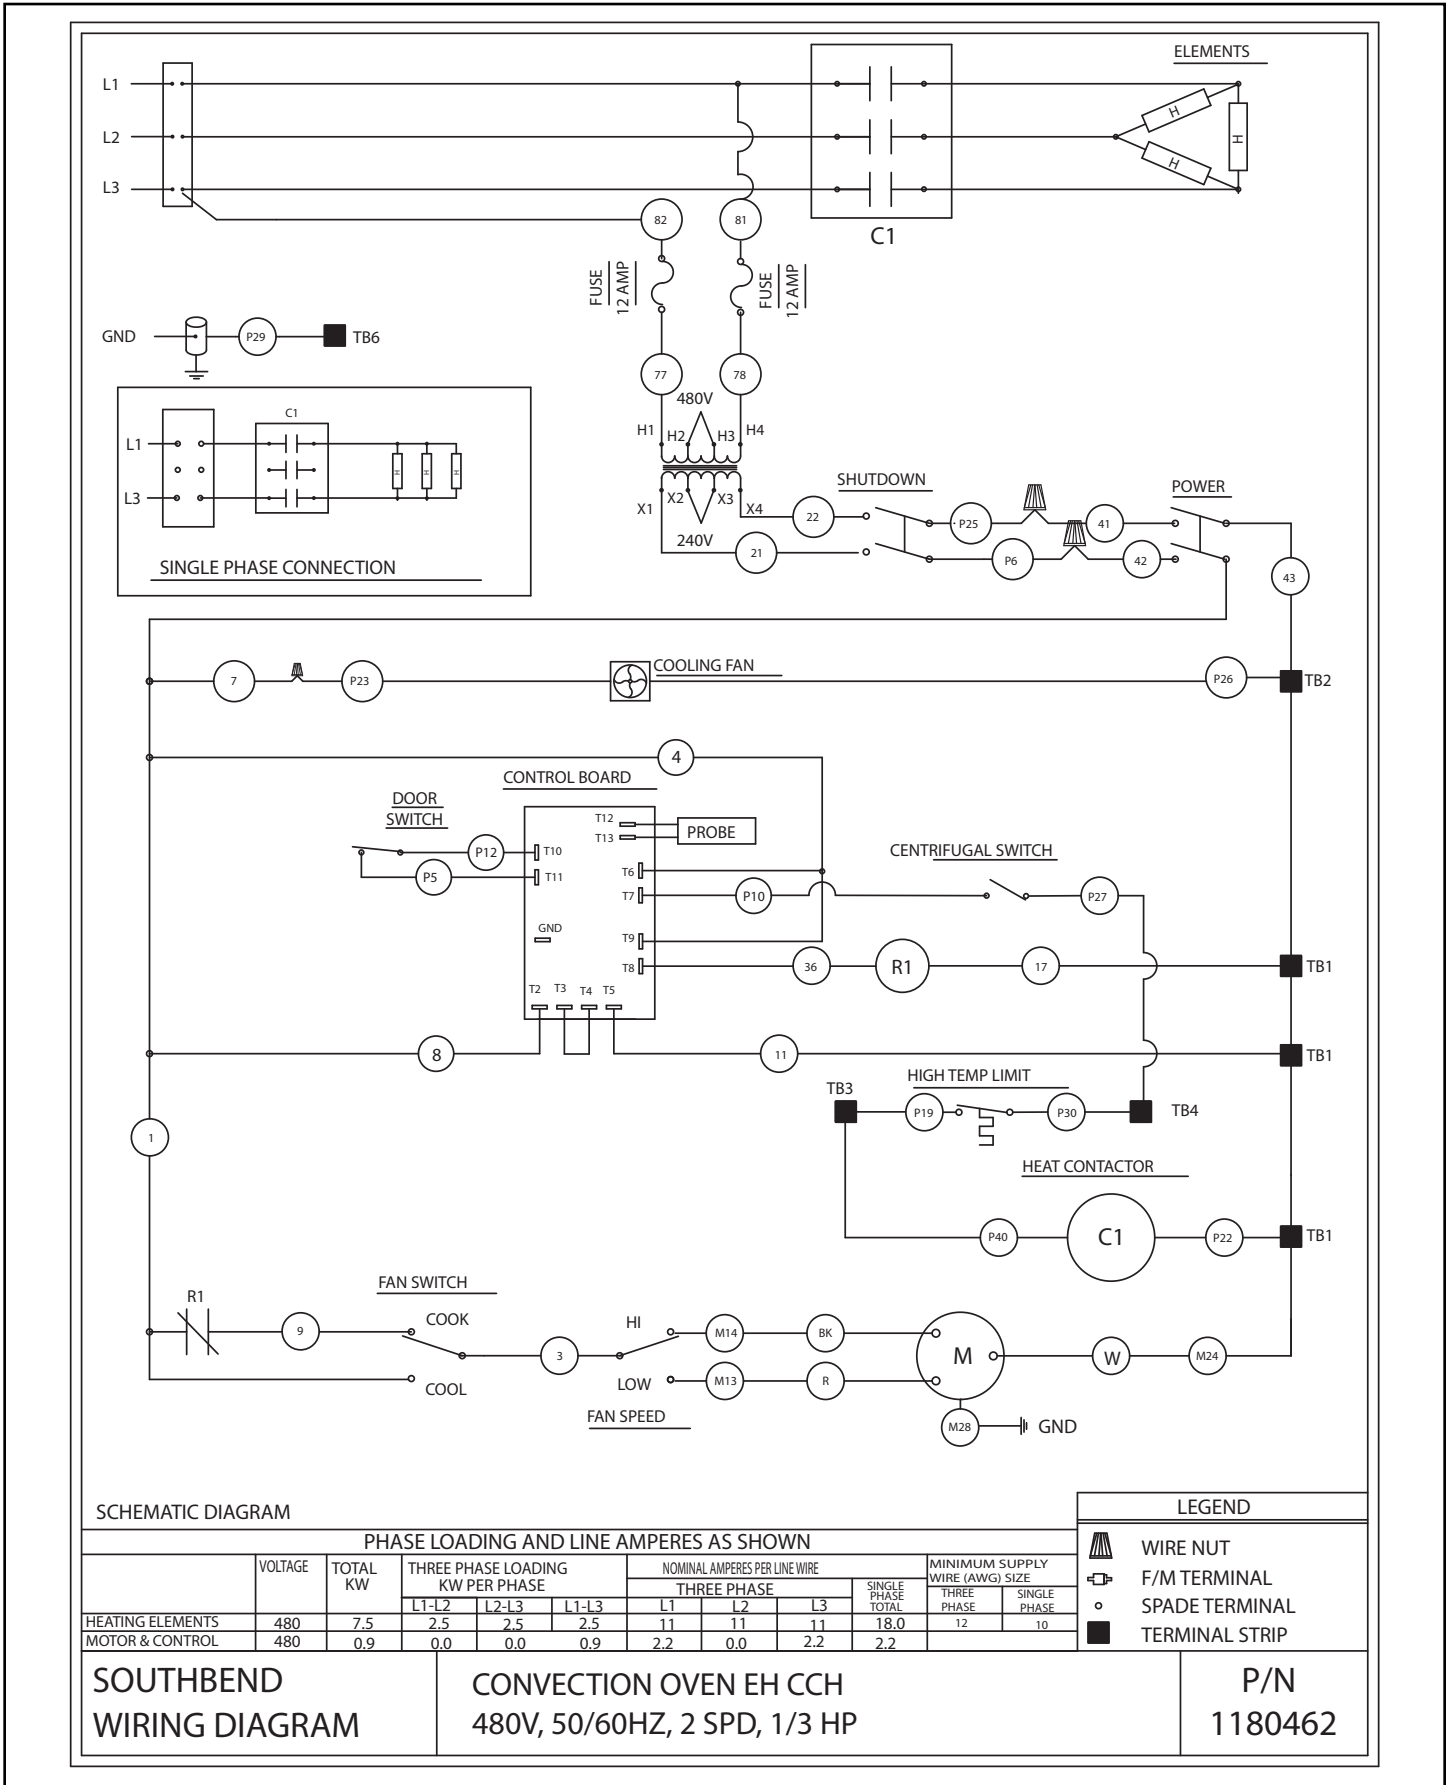 ELEMENTS
L1
L2
L3
H
H
H
C1
82
81
FUSE
12 AMP
FUSE
12 AMP
GND
P29
TB6
77
78
480V
H1
H2
H3
H4
X1
X2
X3
X4
240V
C1
L1
L3
H
H
H
SINGLE PHASE CONNECTION
SHUTDOWN
POWER
22
P25
41
21
P6
42
43
7
P23
COOLING FAN
P26
TB2
4
CONTROL BOARD
DOOR
SWITCH
T12
T13
PROBE
P12
T10
P5
T11
T6
T7
P10
CENTRIFUGAL SWITCH
P27
GND
T9
T8
36
R1
17
TB1
T2
T3
T4
T5
8
11
TB1
TB3
HIGH TEMP LIMIT
P19
P30
TB4
1
HEAT CONTACTOR
P40
C1
P22
TB1
FAN SWITCH
R1
9
COOK
COOL
3
HI
LOW
FAN SPEED
M14
BK
M13
R
M
W
M24
M28
GND
SCHEMATIC DIAGRAM
PHASE LOADING AND LINE AMPERES AS SHOWN
VOLTAGE
TOTAL
KW
THREE PHASE LOADING
KW PER PHASE
NOMINAL AMPERES PER LINE WIRE
MINIMUM SUPPLY
WIRE (AWG) SIZE
THREE PHASE
SINGLE
PHASE
TOTAL
THREE
PHASE
SINGLE
PHASE
L1-L2 L2-L3 L1-L3 L1 L2 L3
HEATING ELEMENTS 480 7.5 2.5 2.5 2.5 11 11 11 18.0 12 10
MOTOR & CONTROL 480 0.9 0.0 0.0 0.9 2.2 0.0 2.2 2.2
LEGEND
WIRE NUT
F/M TERMINAL
SPADE TERMINAL
TERMINAL STRIP
SOUTHBEND
WIRING DIAGRAM
CONVECTION OVEN EH CCH
480V, 50/60HZ, 2 SPD, 1/3 HP
P/N
1180462